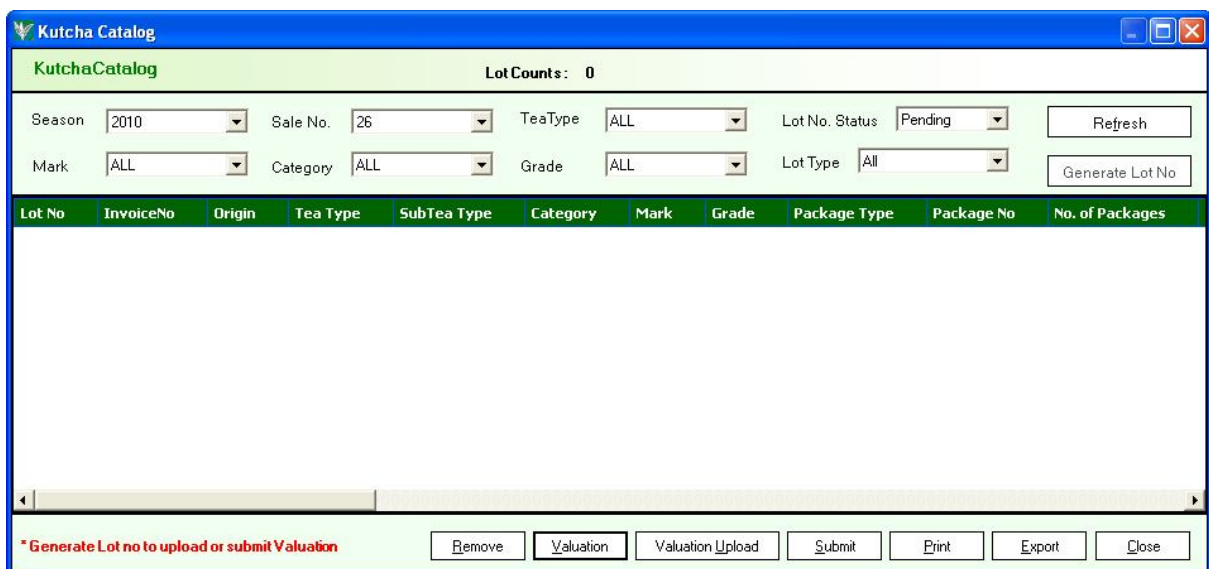 Kutcha Catalog
KutchaCatalog Lot Counts : 0
Season 2010 Sale No. 26 TeaType ALL Lot No. Status Pending Refresh
Mark ALL Category ALL Grade ALL Lot Type All Generate Lot No
Lot No InvoiceNo Origin Tea Type SubTea Type Category Mark Grade Package Type Package No No. of Packages
* Generate Lot no to upload or submit Valuation Remove Valuation Valuation Upload Submit Print Export Close